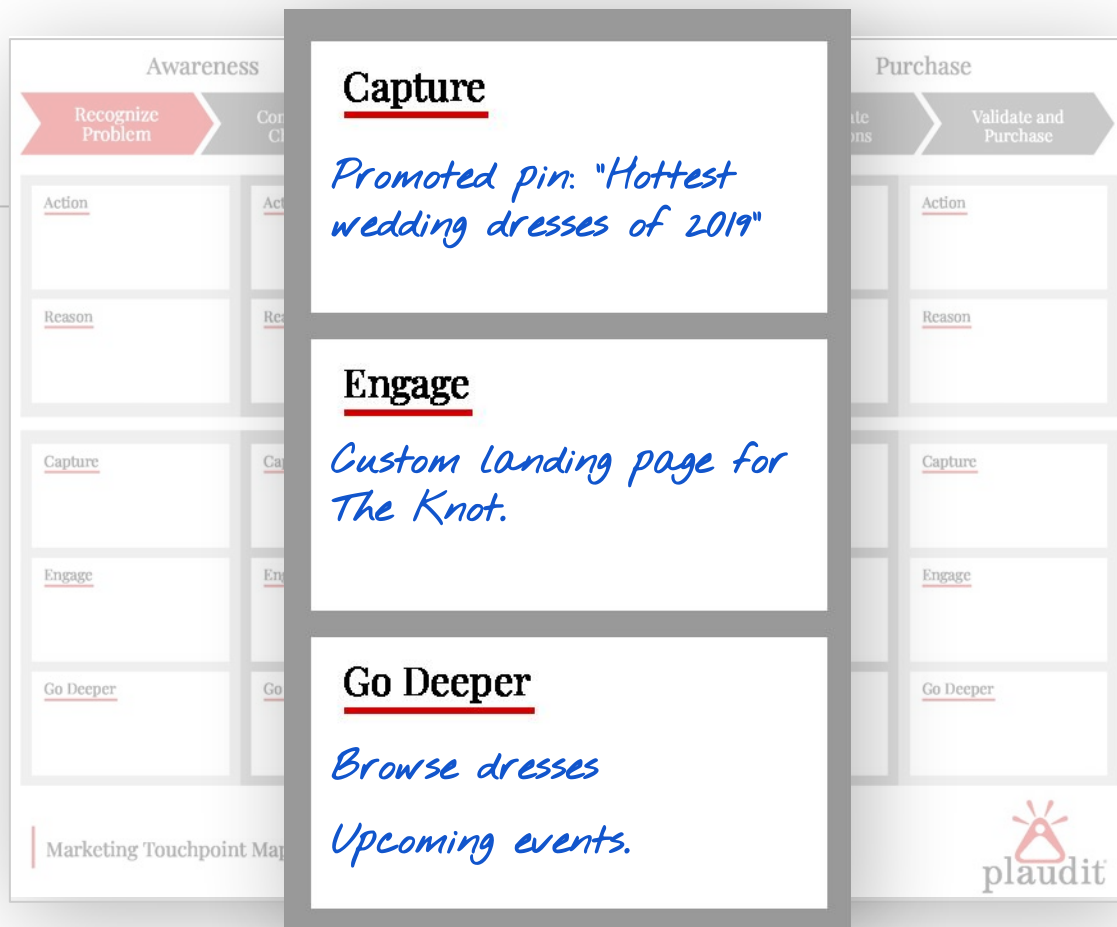 Awareness
Purchase
Recognize
Problem
Validate and
Purchase
Action
Reason
Capture
Engage
Go Deeper
Capture
Promoted pin: "Hottest
wedding dresses of 2019"
Engage
Custom landing page for
The Knot.
Go Deeper
Browse dresses
Upcoming events.
Action
Reason
Capture
Engage
Go Deeper
Marketing Touchpoint Map
plaudit